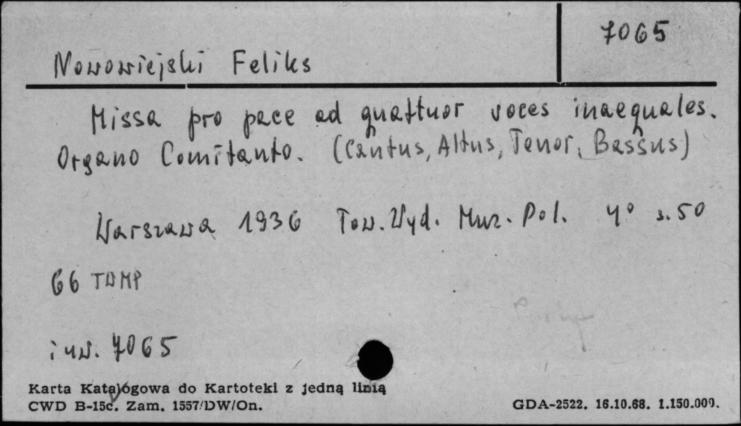 7065
Nowowiejski Feliks
Missa pro pace ad quattuor voces inaequales.
Organo Comitanto. (Cantus, Altus, Tenor, Bassus)
Warszawa 1936 Tow. Wyd. Muz. Pol. 4° s. 50
66 TWMP
inw. 7065
Karta Katalogowa do Kartoteki z jedną linią
CWD B-15c. Zam. 1557/DW/On.
GDA-2522. 16.10.68. 1.150.000.